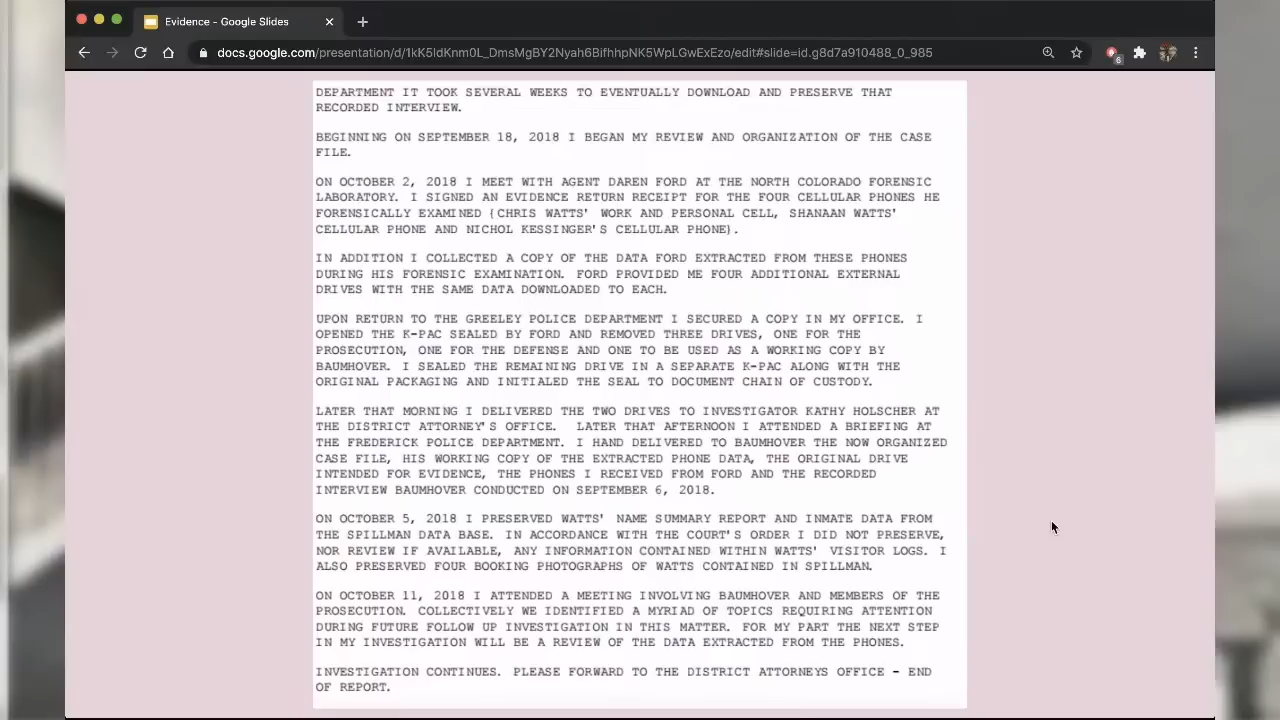 Evidence - Google Slides
docs.google.com/presentation/d/1kK5IdKnm0L_DmsMgBY2Nyah6BifhhpNK5WpLGwExEzo/edit#slide=id.g8d7a910488_0_985
6
DEPARTMENT IT TOOK SEVERAL WEEKS TO EVENTUALLY DOWNLOAD AND PRESERVE THAT
RECORDED INTERVIEW.
BEGINNING ON SEPTEMBER 18, 2018 I BEGAN MY REVIEW AND ORGANIZATION OF THE CASE
FILE.
ON OCTOBER 2, 2018 I MEET WITH AGENT DAREN FORD AT THE NORTH COLORADO FORENSIC
LABORATORY. I SIGNED AN EVIDENCE RETURN RECEIPT FOR THE FOUR CELLULAR PHONES HE
FORENSICALLY EXAMINED (CHRIS WATTS' WORK AND PERSONAL CELL, SHANAAN WATTS'
CELLULAR PHONE AND NICHOL KESSINGER'S CELLULAR PHONE).
IN ADDITION I COLLECTED A COPY OF THE DATA FORD EXTRACTED FROM THESE PHONES
DURING HIS FORENSIC EXAMINATION. FORD PROVIDED ME FOUR ADDITIONAL EXTERNAL
DRIVES WITH THE SAME DATA DOWNLOADED TO EACH.
UPON RETURN TO THE GREELEY POLICE DEPARTMENT I SECURED A COPY IN MY OFFICE. I
OPENED THE K-PAC SEALED BY FORD AND REMOVED THREE DRIVES, ONE FOR THE
PROSECUTION, ONE FOR THE DEFENSE AND ONE TO BE USED AS A WORKING COPY BY
BAUMHOVER. I SEALED THE REMAINING DRIVE IN A SEPARATE K-PAC ALONG WITH THE
ORIGINAL PACKAGING AND INITIALED THE SEAL TO DOCUMENT CHAIN OF CUSTODY.
LATER THAT MORNING I DELIVERED THE TWO DRIVES TO INVESTIGATOR KATHY HOLSCHER AT
THE DISTRICT ATTORNEY'S OFFICE. LATER THAT AFTERNOON I ATTENDED A BRIEFING AT
THE FREDERICK POLICE DEPARTMENT. I HAND DELIVERED TO BAUMHOVER THE NOW ORGANIZED
CASE FILE, HIS WORKING COPY OF THE EXTRACTED PHONE DATA, THE ORIGINAL DRIVE
INTENDED FOR EVIDENCE, THE PHONES I RECEIVED FROM FORD AND THE RECORDED
INTERVIEW BAUMHOVER CONDUCTED ON SEPTEMBER 6, 2018.
ON OCTOBER 5, 2018 I PRESERVED WATTS' NAME SUMMARY REPORT AND INMATE DATA FROM
THE SPILLMAN DATA BASE. IN ACCORDANCE WITH THE COURT'S ORDER I DID NOT PRESERVE,
NOR REVIEW IF AVAILABLE, ANY INFORMATION CONTAINED WITHIN WATTS' VISITOR LOGS. I
ALSO PRESERVED FOUR BOOKING PHOTOGRAPHS OF WATTS CONTAINED IN SPILLMAN.
ON OCTOBER 11, 2018 I ATTENDED A MEETING INVOLVING BAUMHOVER AND MEMBERS OF THE
PROSECUTION. COLLECTIVELY WE IDENTIFIED A MYRIAD OF TOPICS REQUIRING ATTENTION
DURING FUTURE FOLLOW UP INVESTIGATION IN THIS MATTER. FOR MY PART THE NEXT STEP
IN MY INVESTIGATION WILL BE A REVIEW OF THE DATA EXTRACTED FROM THE PHONES.
INVESTIGATION CONTINUES. PLEASE FORWARD TO THE DISTRICT ATTORNEYS OFFICE - END
OF REPORT.